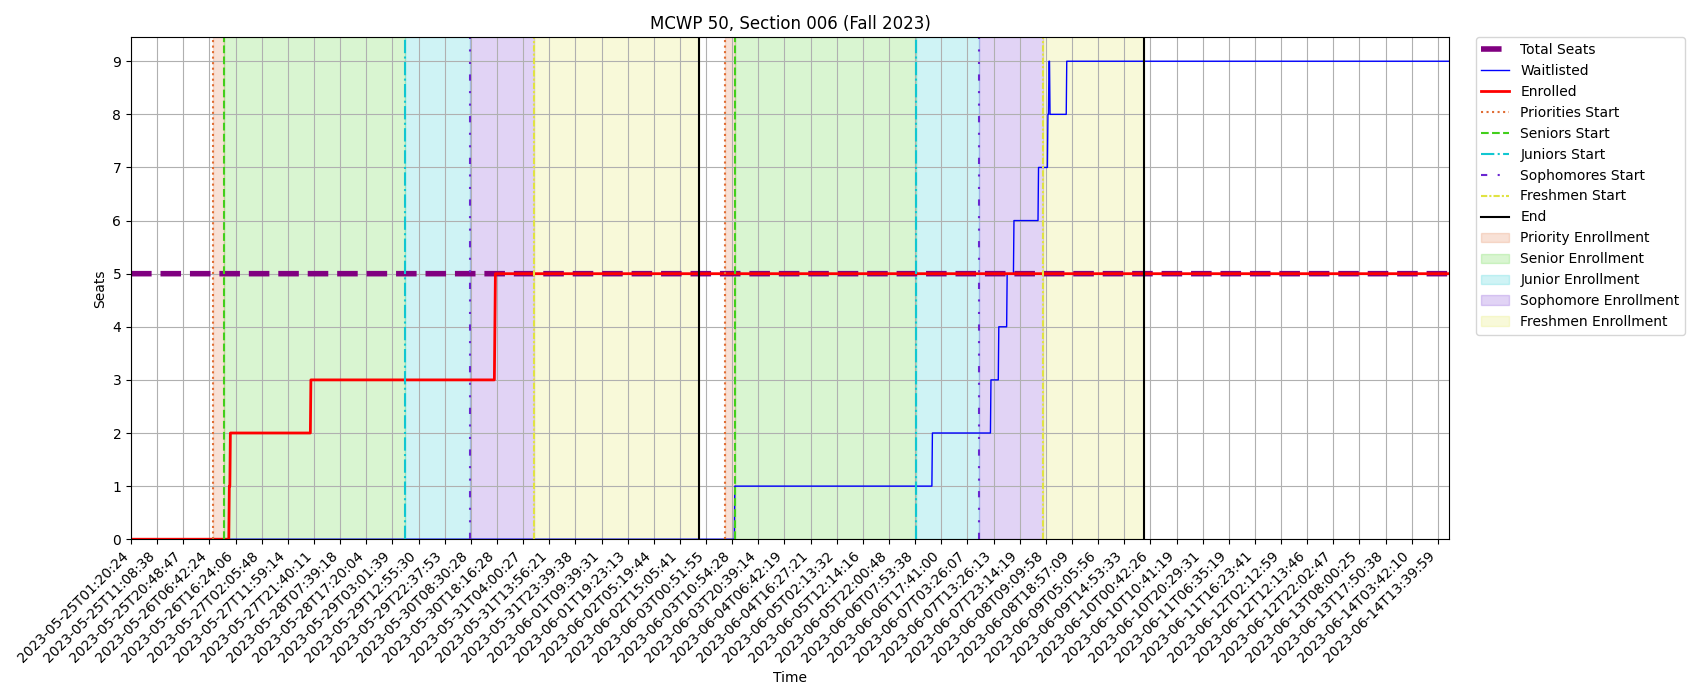 MCWP 50, Section 006 (Fall 2023)
Total Seats
Waitlisted
Enrolled
Priorities Start
Seniors Start
Juniors Start
Sophomores Start
Freshmen Start
End
Priority Enrollment
Senior Enrollment
Junior Enrollment
Sophomore Enrollment
Freshmen Enrollment
Seats
9
8
7
6
5
4
3
2
1
0
2023-05-25T01:20:24
2023-05-25T11:08:38
2023-05-25T20:48:47
2023-05-26T06:42:24
2023-05-26T16:24:06
2023-05-27T02:05:48
2023-05-27T11:59:14
2023-05-27T21:40:11
2023-05-28T07:39:18
2023-05-28T17:20:04
2023-05-29T03:01:39
2023-05-29T12:55:30
2023-05-29T22:37:53
2023-05-30T08:30:28
2023-05-30T18:16:28
2023-05-31T04:00:27
2023-05-31T13:56:21
2023-05-31T23:39:38
2023-06-01T09:39:31
2023-06-01T19:23:13
2023-06-02T05:19:44
2023-06-02T15:05:41
2023-06-03T00:51:55
2023-06-03T10:54:28
2023-06-03T20:39:14
2023-06-04T06:42:19
2023-06-04T16:27:21
2023-06-05T02:13:32
2023-06-05T12:14:16
2023-06-05T22:00:48
2023-06-06T07:53:38
2023-06-06T17:41:00
2023-06-07T03:26:07
2023-06-07T13:26:13
2023-06-07T23:14:19
2023-06-08T09:09:58
2023-06-08T18:57:09
2023-06-09T05:05:56
2023-06-09T14:53:33
2023-06-10T00:42:26
2023-06-10T10:41:19
2023-06-10T20:29:31
2023-06-11T06:35:19
2023-06-11T16:23:41
2023-06-12T02:12:59
2023-06-12T12:13:46
2023-06-12T22:02:47
2023-06-13T08:00:25
2023-06-13T17:50:38
2023-06-14T03:42:10
2023-06-14T13:39:59
Time